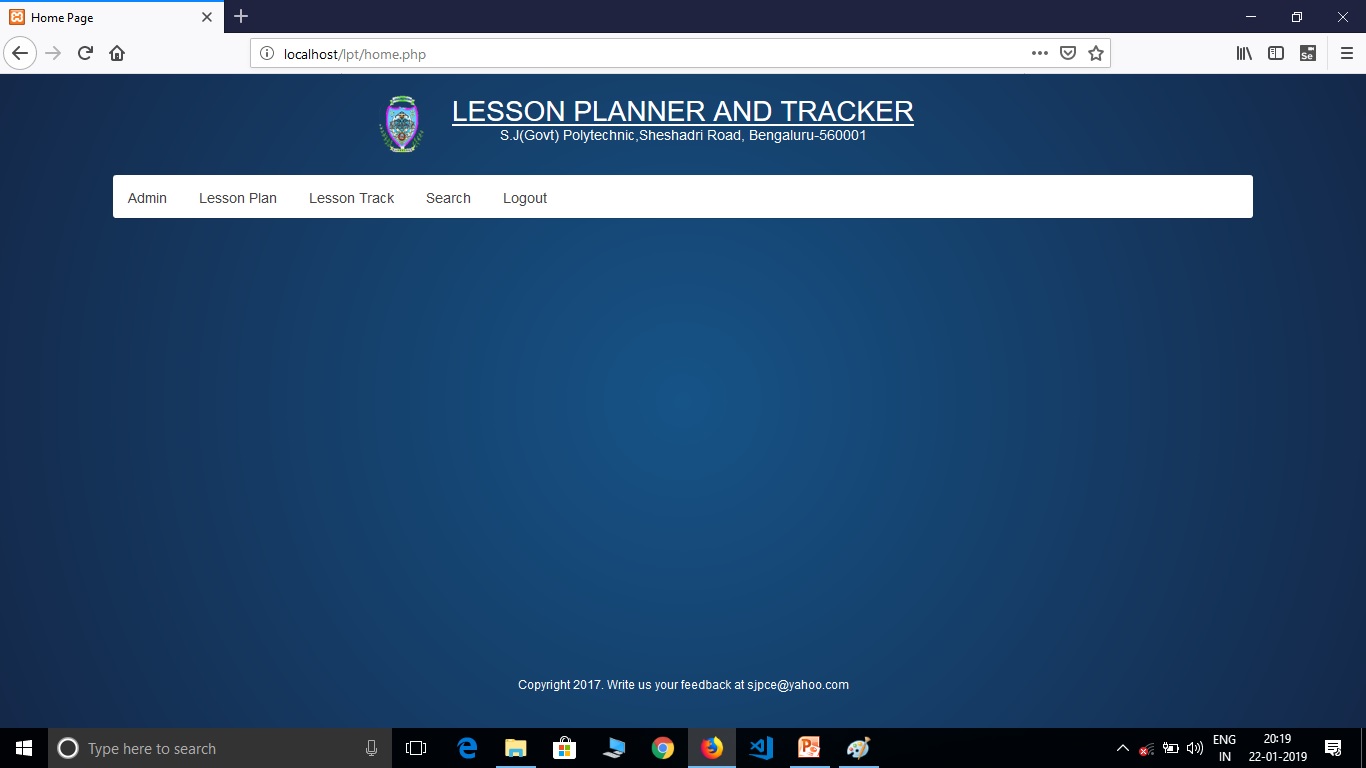 Home Page
localhost/lpt/home.php
Se
LESSON PLANNER AND TRACKER
S.J(Govt) Polytechnic,Sheshadri Road, Bengaluru-560001
Admin Lesson Plan Lesson Track Search Logout
Copyright 2017. Write us your feedback at sjpce@yahoo.com
Type here to search
ENG
IN
20:19
22-01-2019